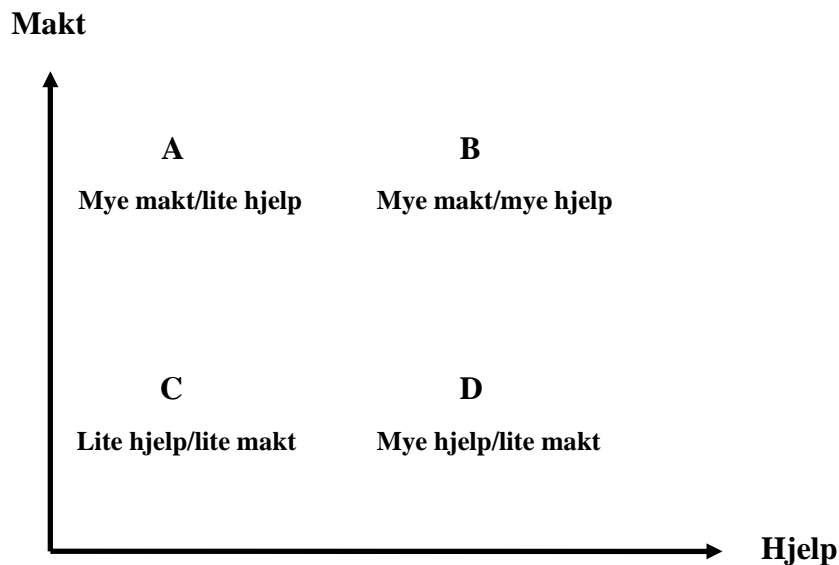 Makt
A
B
Mye makt/lite hjelp
Mye makt/mye hjelp
C
D
Lite hjelp/lite makt
Mye hjelp/lite makt
Hjelp